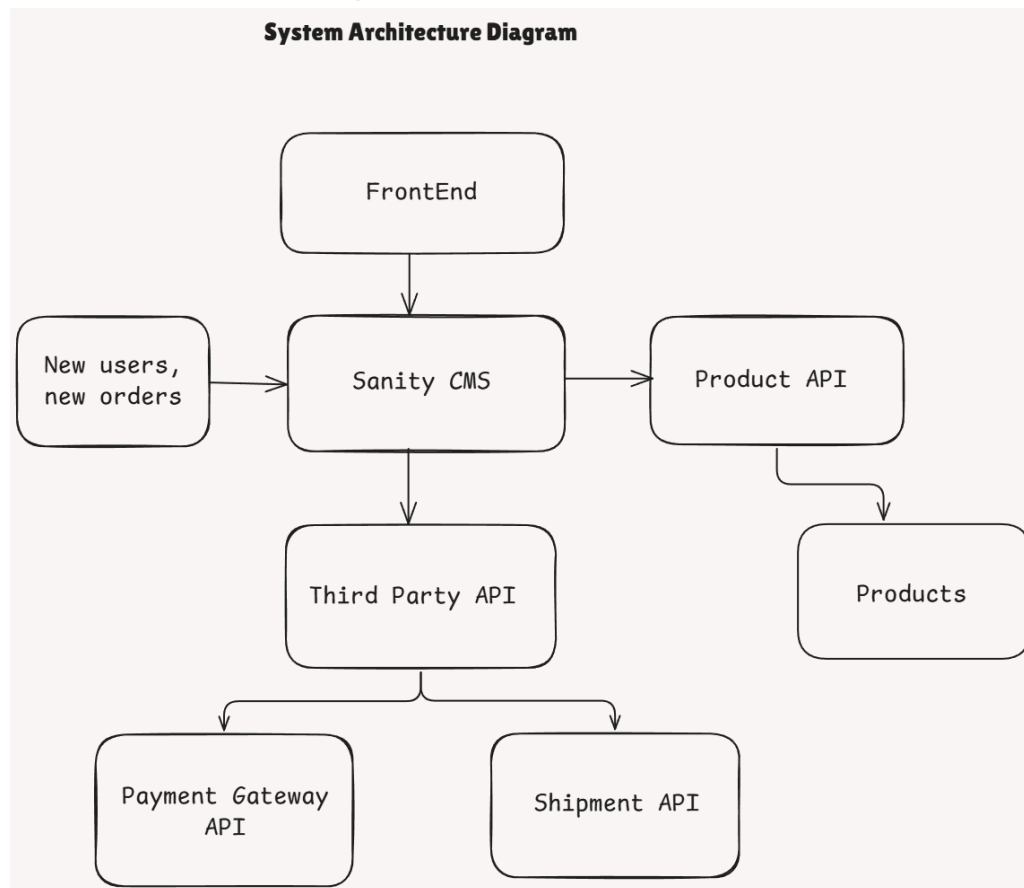 System Architecture Diagram
FrontEnd
New users,
new orders
Sanity CMS
Product API
Third Party API
Products
Payment Gateway
API
Shipment API